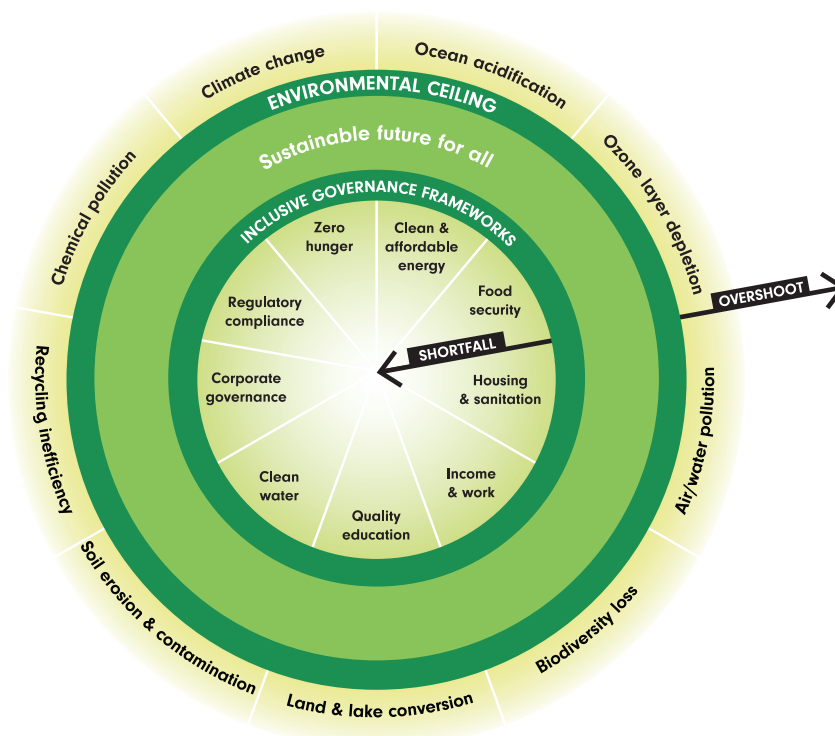 Climate change
Ocean acidification
Ozone layer depletion
Air/water pollution
Biodiversity loss
Land & lake conversion
Soil erosion & contamination
Recycling inefficiency
Chemical pollution
ENVIRONMENTAL CEILING
Sustainable future for all
INCLUSIVE GOVERNANCE FRAMEWORKS
Zero
hunger
Clean &
affordable
energy
Food
security
Housing
& sanitation
Income
& work
Quality
education
Clean
water
Corporate
governance
Regulatory
compliance
SHORTFALL
OVERSHOOT